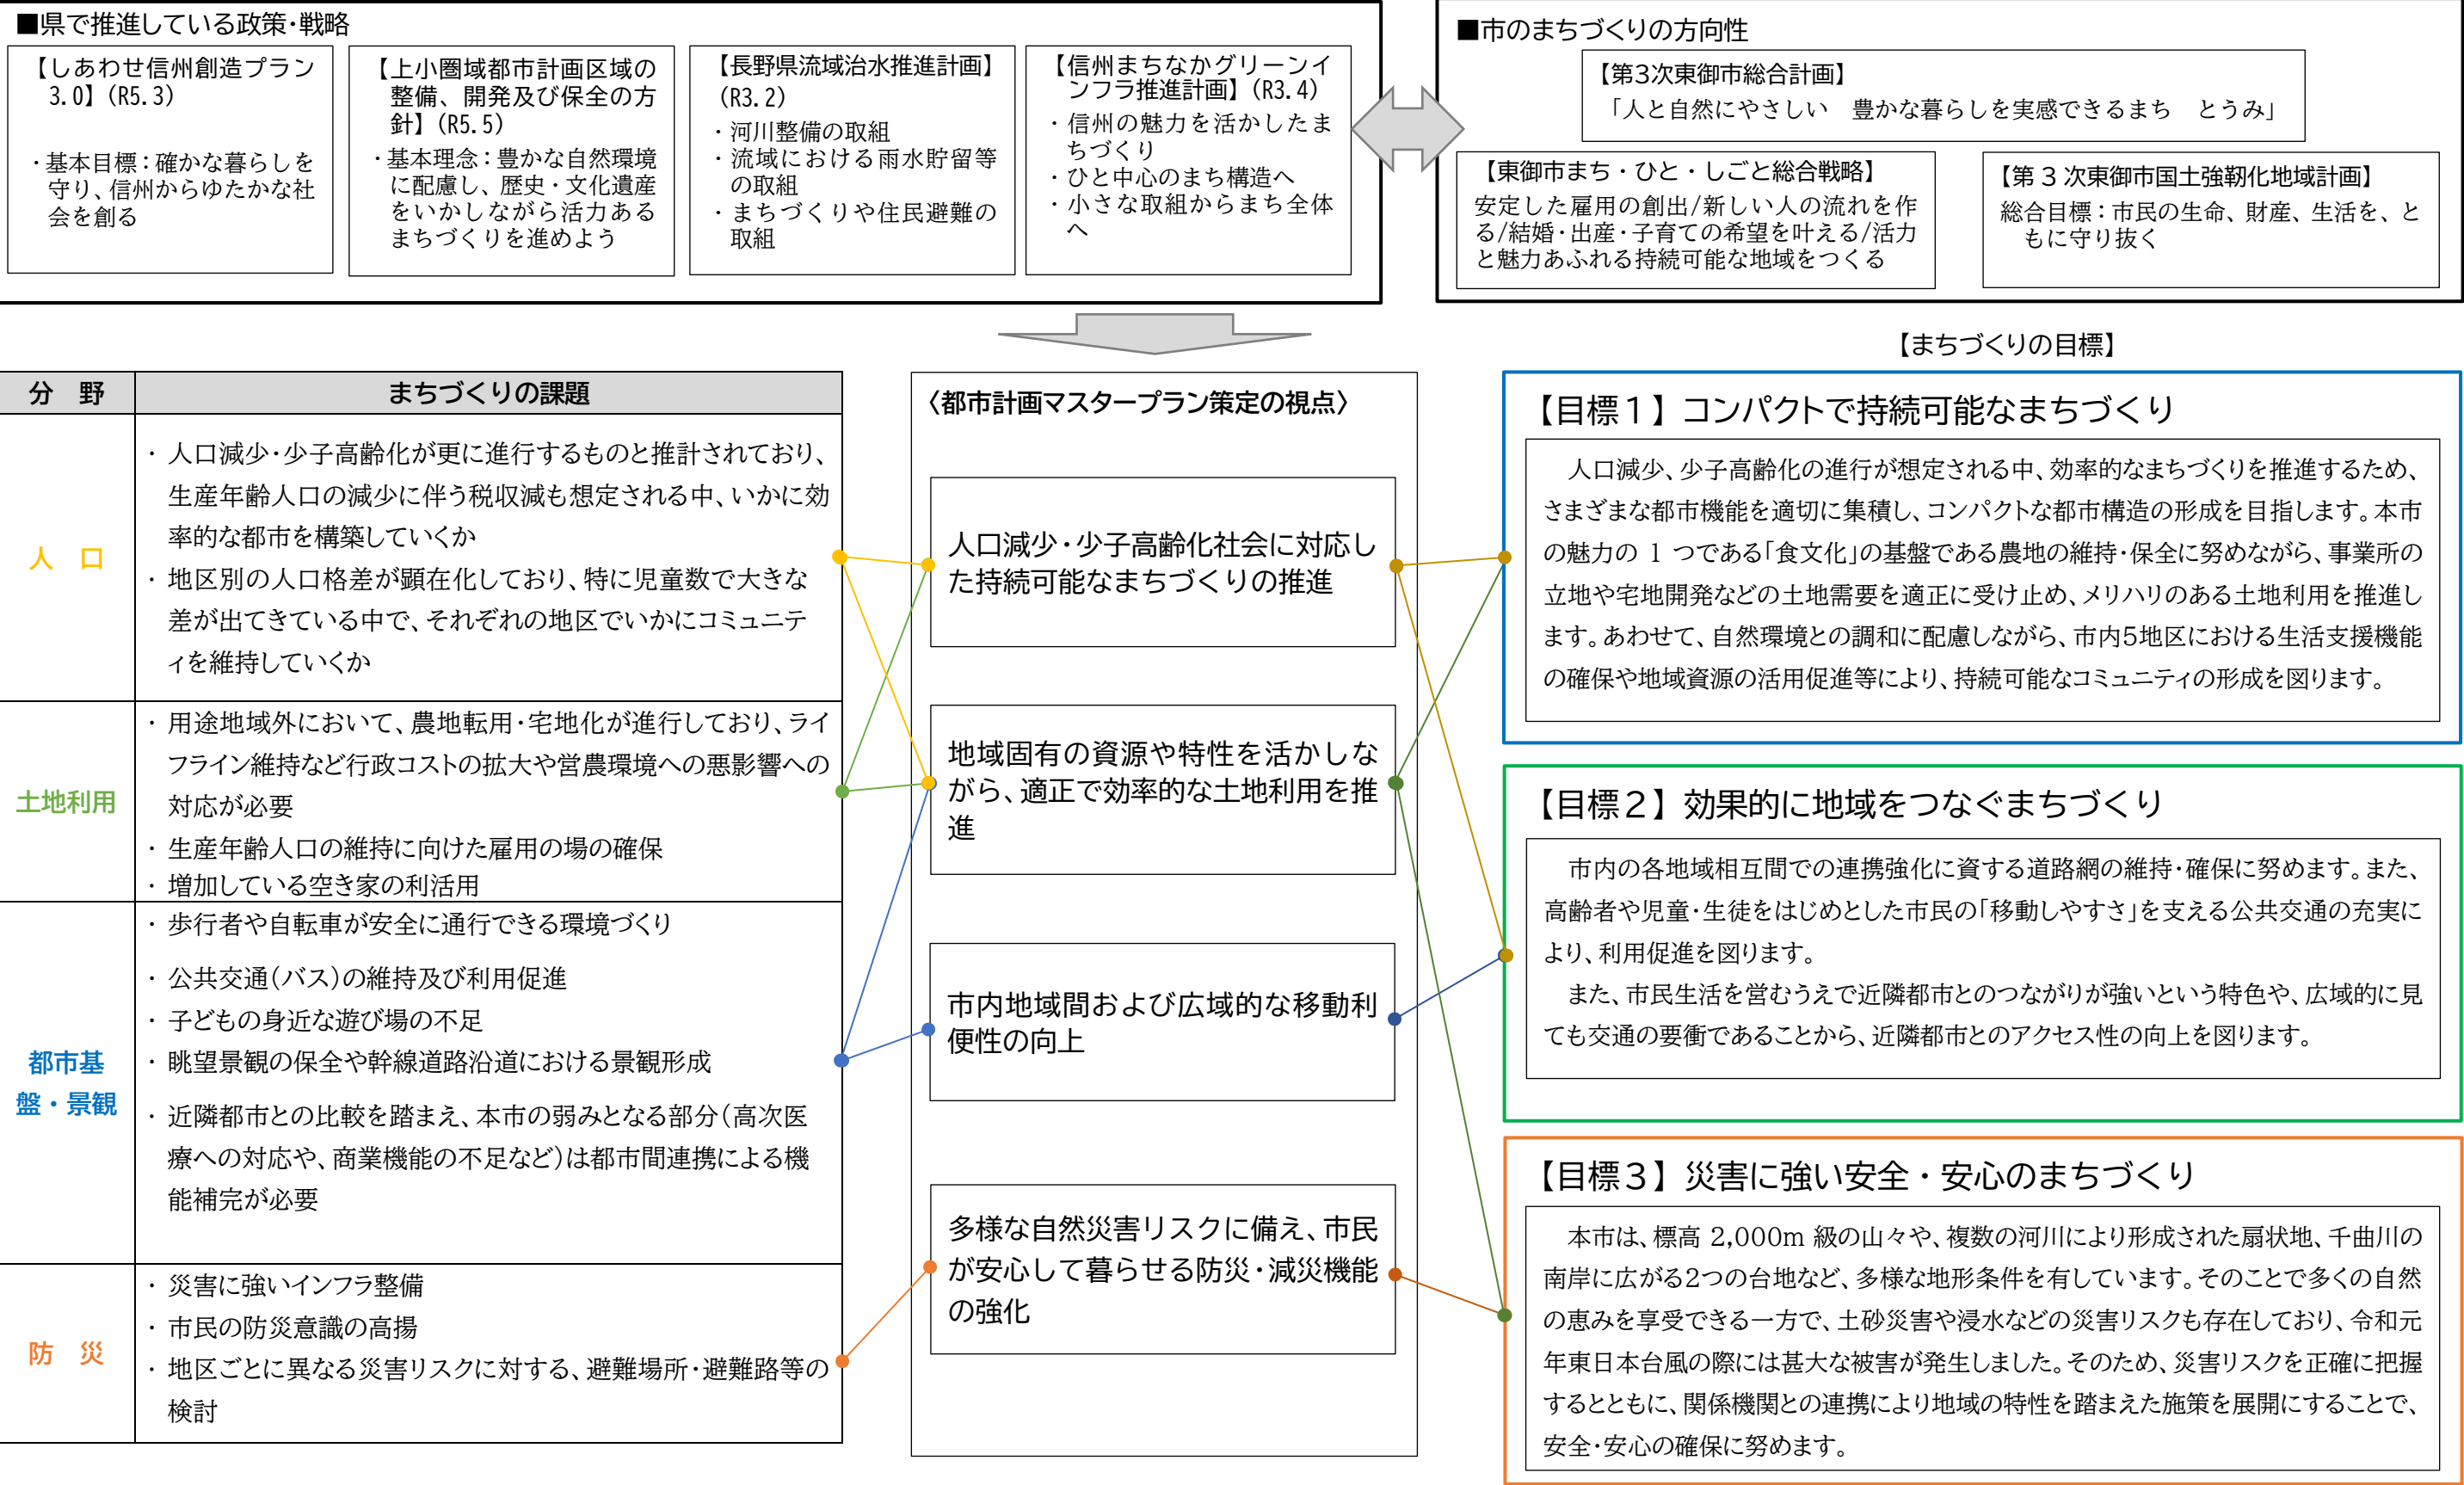 ■県で推進している政策・戦略
【しあわせ信州創造プラン
3.0】(R5.3)
・基本目標：確かな暮らしを
守り、信州からゆたかな社
会を創る
【上小圏域都市計画区域の
整備、開発及び保全の方
針】(R5.5)
・基本理念：豊かな自然環境
に配慮し、歴史・文化遺産
をいかしながら活力ある
まちづくりを進めよう
【長野県流域治水推進計画】
(R3.2)
・河川整備の取組
・流域における雨水貯留等
の取組
・まちづくりや住民避難の
取組
【信州まちなかグリーンイ
ンフラ推進計画】(R3.4)
・信州の魅力を活かしたま
ちづくり
・ひと中心のまち構造へ
・小さな取組からまち全体
へ
■市のまちづくりの方向性
【第3次東御市総合計画】
「人と自然にやさしい　豊かな暮らしを実感できるまち　とうみ」
【東御市まち・ひと・しごと総合戦略】
安定した雇用の創出/新しい人の流れを作
る/結婚・出産・子育ての希望を叶える/活力
と魅力あふれる持続可能な地域をつくる
【第３次東御市国土強靭化地域計画】
総合目標：市民の生命、財産、生活を、と
もに守り抜く
分　野
まちづくりの課題
人　口
・人口減少・少子高齢化が更に進行するものと推計されており、
生産年齢人口の減少に伴う税収減も想定される中、いかに効
率的な都市を構築していくか
・地区別の人口格差が顕在化しており、特に児童数で大きな
差が出てきている中で、それぞれの地区でいかにコミュニテ
ィを維持していくか
土地利用
・用途地域外において、農地転用・宅地化が進行しており、ライ
フライン維持など行政コストの拡大や営農環境への悪影響への
対応が必要
・生産年齢人口の維持に向けた雇用の場の確保
・増加している空き家の利活用
都市基
盤・景観
・歩行者や自転車が安全に通行できる環境づくり
・公共交通（バス）の維持及び利用促進
・子どもの身近な遊び場の不足
・眺望景観の保全や幹線道路沿道における景観形成
・近隣都市との比較を踏まえ、本市の弱みとなる部分（高次医
療への対応や、商業機能の不足など）は都市間連携による機
能補完が必要
防　災
・災害に強いインフラ整備
・市民の防災意識の高揚
・地区ごとに異なる災害リスクに対する、避難場所・避難路等の
検討
〈都市計画マスタープラン策定の視点〉
人口減少・少子高齢化社会に対応し
た持続可能なまちづくりの推進
地域固有の資源や特性を活かしな
がら、適正で効率的な土地利用を推
進
市内地域間および広域的な移動利
便性の向上
多様な自然災害リスクに備え、市民
が安心して暮らせる防災・減災機能
の強化
【まちづくりの目標】
【目標１】コンパクトで持続可能なまちづくり
人口減少、少子高齢化の進行が想定される中、効率的なまちづくりを推進するため、
さまざまな都市機能を適切に集積し、コンパクトな都市構造の形成を目指します。本市
の魅力の 1 つである「食文化」の基盤である農地の維持・保全に努めながら、事業所の
立地や宅地開発などの土地需要を適正に受け止め、メリハリのある土地利用を推進し
ます。あわせて、自然環境との調和に配慮しながら、市内5地区における生活支援機能
の確保や地域資源の活用促進等により、持続可能なコミュニティの形成を図ります。
【目標２】効果的に地域をつなぐまちづくり
市内の各地域相互間での連携強化に資する道路網の維持・確保に努めます。また、
高齢者や児童・生徒をはじめとした市民の「移動しやすさ」を支える公共交通の充実に
より、利用促進を図ります。
また、市民生活を営むうえで近隣都市とのつながりが強いという特色や、広域的に見
ても交通の要衝であることから、近隣都市とのアクセス性の向上を図ります。
【目標３】災害に強い安全・安心のまちづくり
本市は、標高 2,000m 級の山々や、複数の河川により形成された扇状地、千曲川の
南岸に広がる2つの台地など、多様な地形条件を有しています。そのことで多くの自然
の恵みを享受できる一方で、土砂災害や浸水などの災害リスクも存在しており、令和元
年東日本台風の際には甚大な被害が発生しました。そのため、災害リスクを正確に把握
するとともに、関係機関との連携により地域の特性を踏まえた施策を展開にすることで、
安全・安心の確保に努めます。